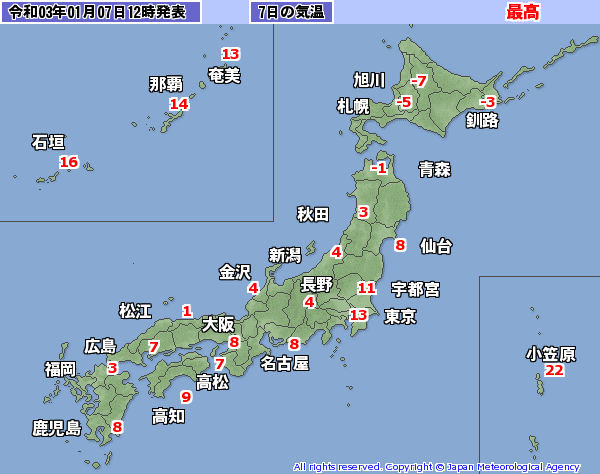 令和03年01月07日12時発表 7日の気温 最高
13
奄美
那覇
14
石垣
16
旭川 -7
札幌 -5
-3
釧路
-1 青森
秋田 3
8 仙台
新潟 4
金沢 4
長野 4
11 宇都宮
13 東京
松江 1
大阪 8
広島 7
名古屋 8
福岡 3
高松 7
高知 9
鹿児島 8
小笠原
22
All rights reserved. Copyright © Japan Meteorological Agency